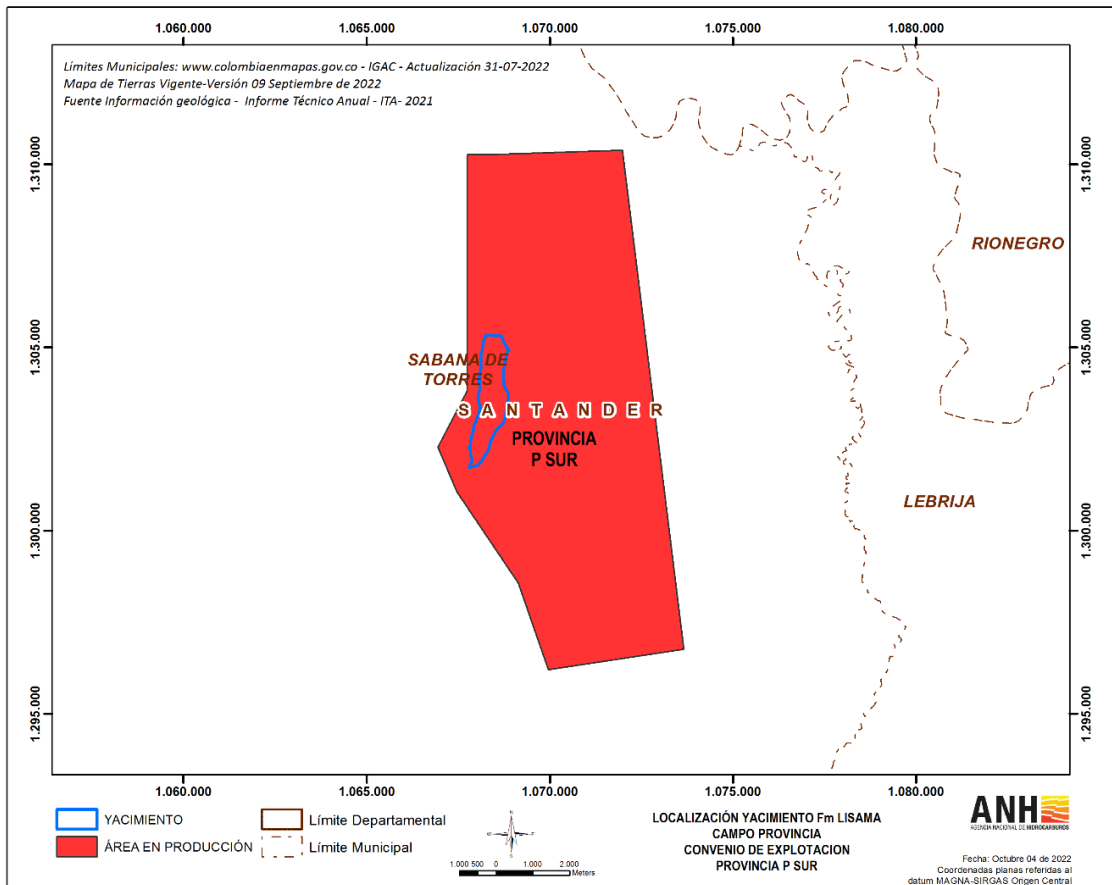 1.060.000 1.065.000 1.070.000 1.075.000 1.080.000
Límites Municipales: www.colombiaenmapas.gov.co - IGAC - Actualización 31-07-2022
Mapa de Tierras Vigente-Versión 09 Septiembre de 2022
Fuente Información geológica - Informe Técnico Anual - ITA- 2021
1.310.000 1.310.000
RIONEGRO
1.305.000 1.305.000
SABANA DE
TORRES
SANTANDER
PROVINCIA
P SUR
LEBRIJA
1.300.000 1.300.000
1.295.000 1.295.000
1.060.000 1.065.000 1.070.000 1.075.000 1.080.000
YACIMIENTO
ÁREA EN PRODUCCIÓN
Límite Departamental
Límite Municipal
1.000 500 0 1.000 2.000
Meters
LOCALIZACIÓN YACIMIENTO Fm LISAMA
CAMPO PROVINCIA
CONVENIO DE EXPLOTACION
PROVINCIA P SUR
ANH
AGENCIA NACIONAL DE HIDROCARBUROS
Fecha: Octubre 04 de 2022
Coordenadas planas referidas al
datum MAGNA-SIRGAS Origen Central